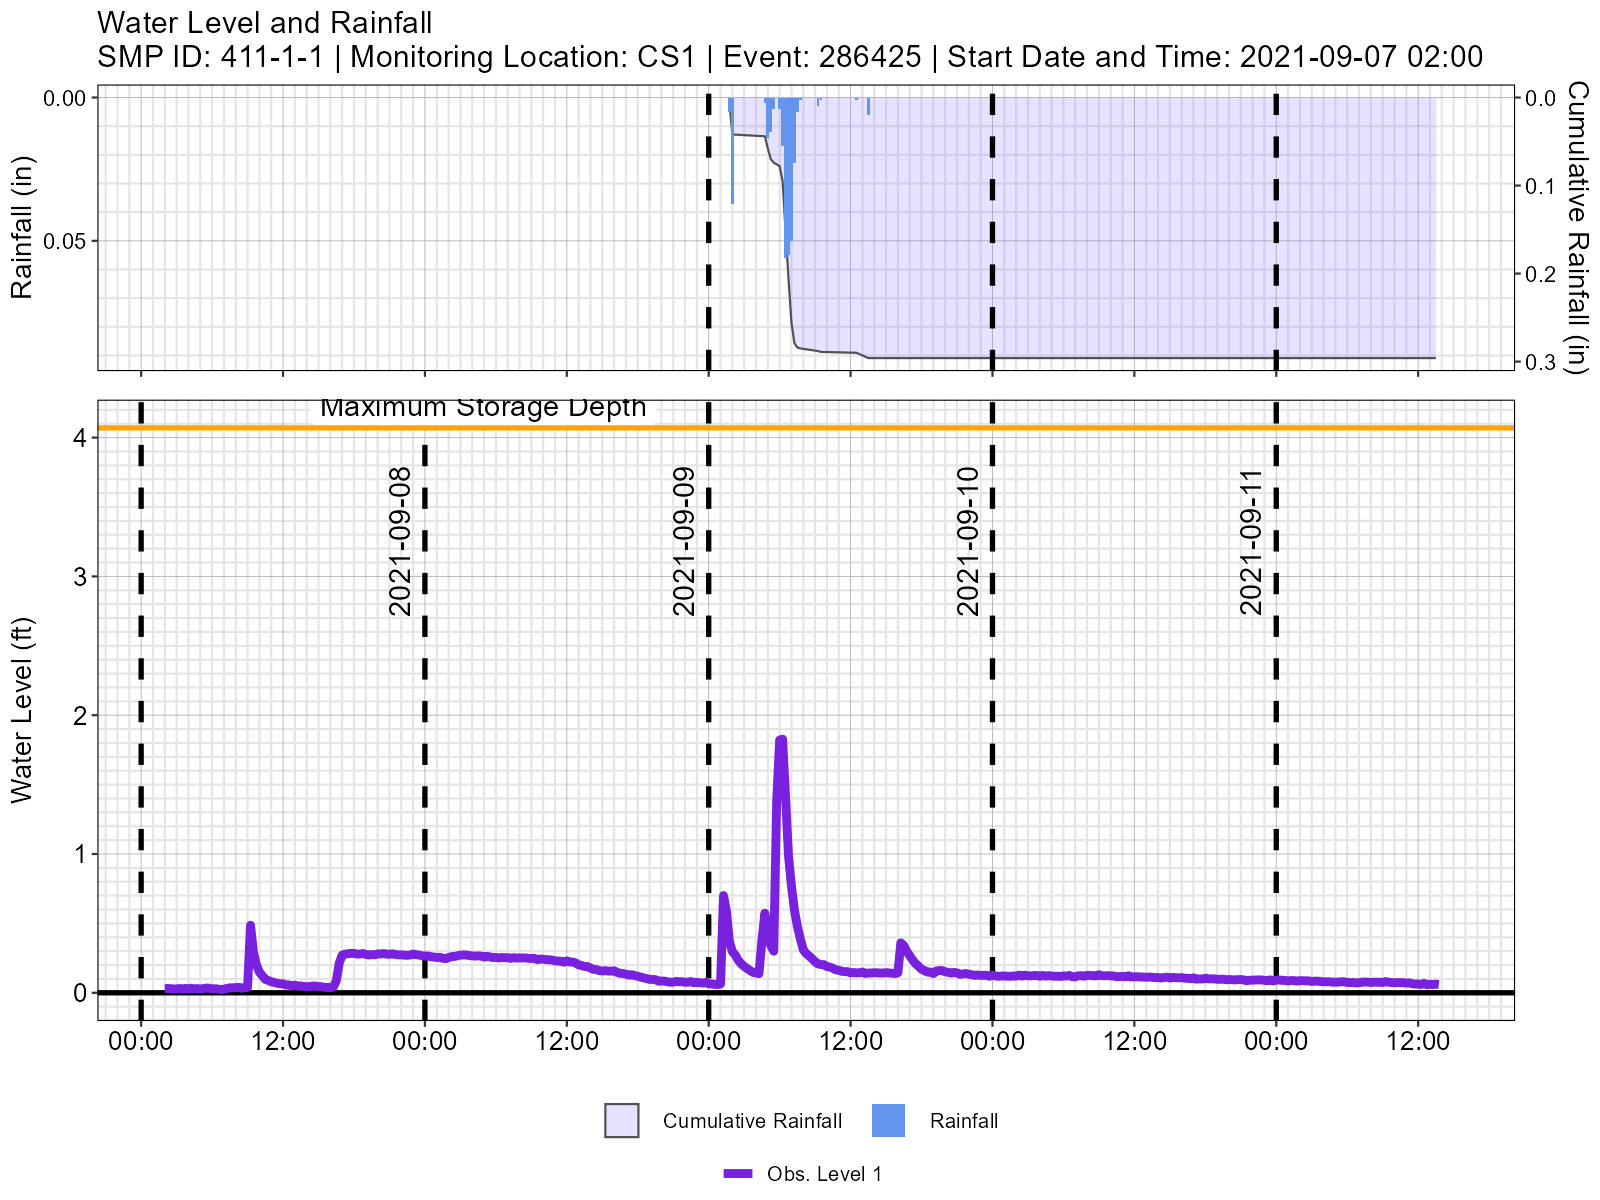 Water Level and Rainfall
SMP ID: 411-1-1 | Monitoring Location: CS1 | Event: 286425 | Start Date and Time: 2021-09-07 02:00
Rainfall (in)
0.00
0.05
0.0
0.1
0.2
0.3
Cumulative Rainfall (in)
Maximum Storage Depth
Water Level (ft)
4
3
2
1
0
2021-09-08
2021-09-09
2021-09-10
2021-09-11
00:00 12:00 00:00 12:00 00:00 12:00 00:00 12:00 00:00 12:00
Cumulative Rainfall Rainfall
Obs. Level 1